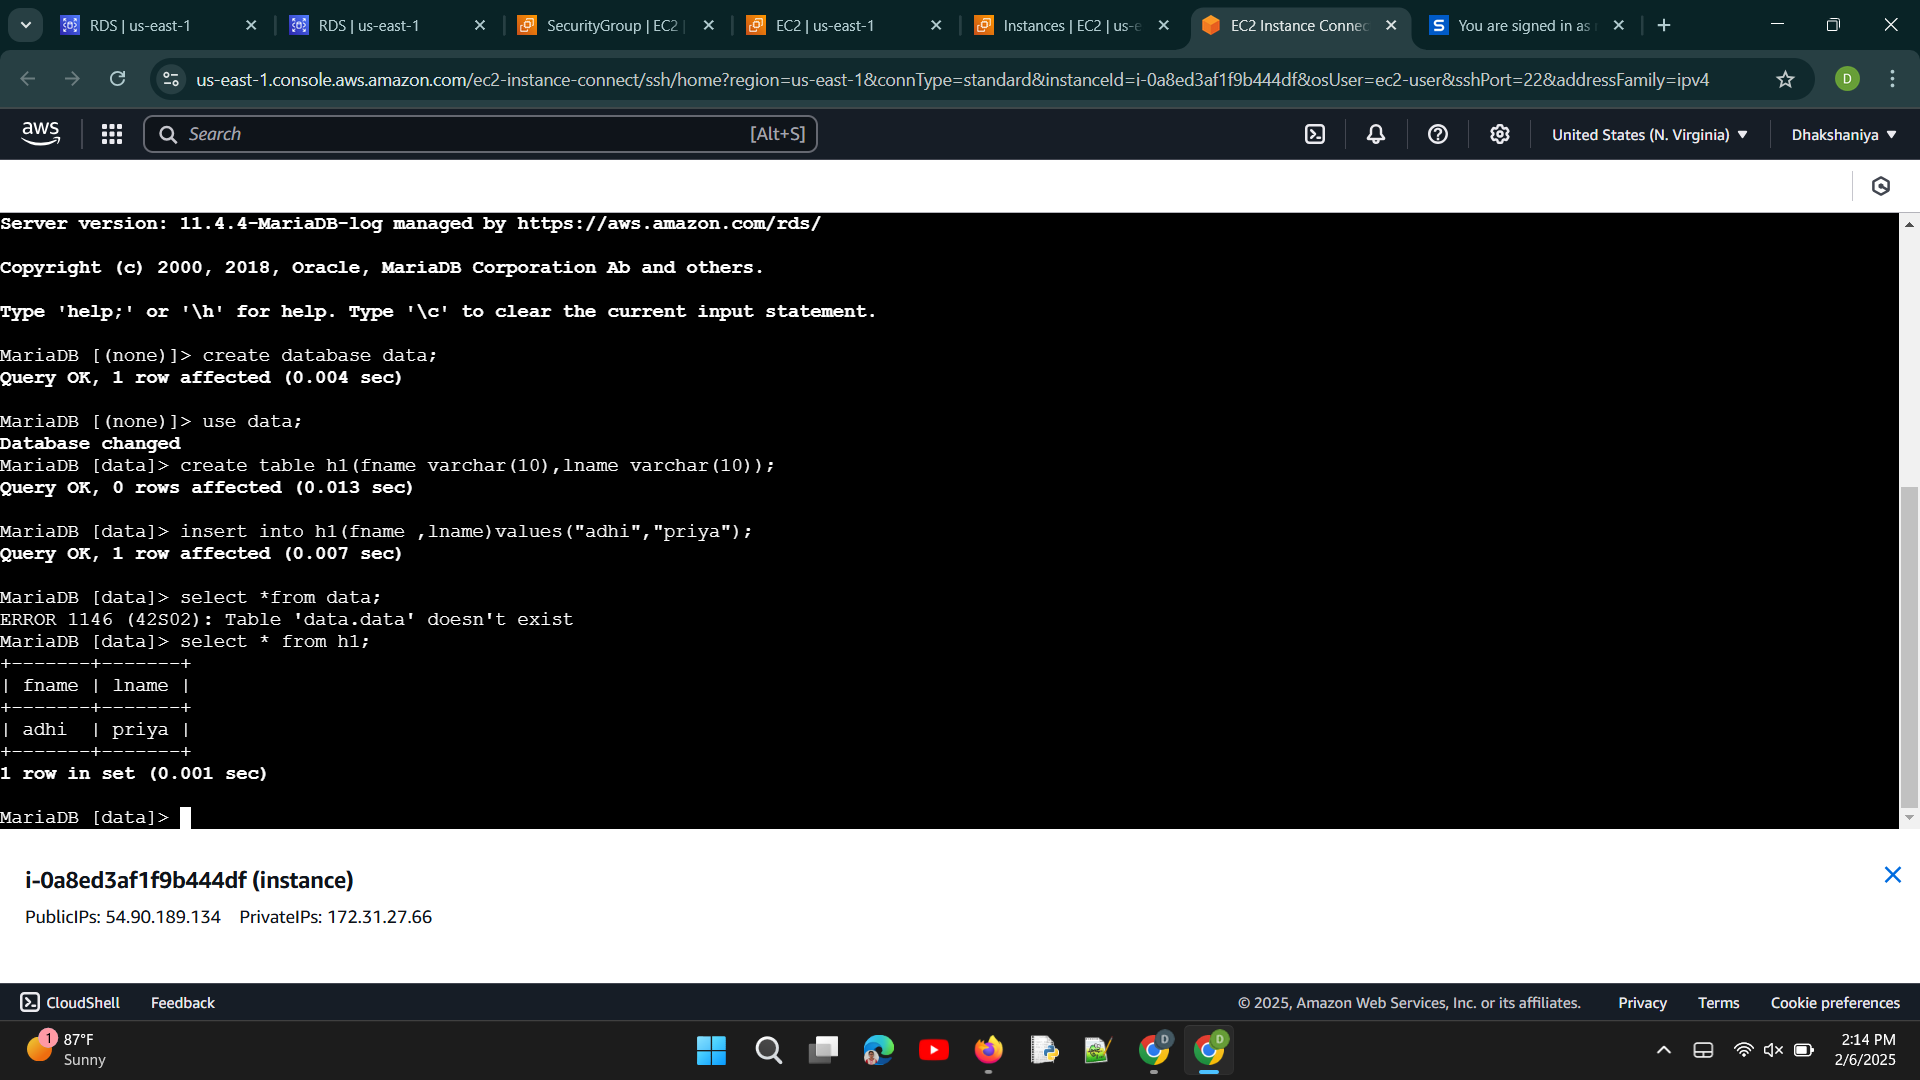 RDS | us-east-1
RDS | us-east-1
SecurityGroup | EC2 |
EC2 | us-east-1
Instances | EC2 | us-e
EC2 Instance Connec
S You are signed in as
us-east-1.console.aws.amazon.com/ec2-instance-connect/ssh/home?region=us-east-1&connType=standard&instanceId=i-0a8ed3af1f9b444df&osUser=ec2-user&sshPort=22&addressFamily=ipv4
D
aws
Search [Alt+S]
United States (N. Virginia)
Dhakshaniya
Server version: 11.4.4-MariaDB-log managed by https://aws.amazon.com/rds/
Copyright (c) 2000, 2018, Oracle, MariaDB Corporation Ab and others.
Type 'help;' or '\h' for help. Type '\c' to clear the current input statement.
MariaDB [(none)]> create database data;
Query OK, 1 row affected (0.004 sec)
MariaDB [(none)]> use data;
Database changed
MariaDB [data]> create table h1(fname varchar(10),lname varchar(10));
Query OK, 0 rows affected (0.013 sec)
MariaDB [data]> insert into h1(fname ,lname)values("adhi","priya");
Query OK, 1 row affected (0.007 sec)
MariaDB [data]> select *from data;
ERROR 1146 (42S02): Table 'data.data' doesn't exist
MariaDB [data]> select * from h1;
+-------+-------+
| fname | lname |
+-------+-------+
| adhi  | priya |
+-------+-------+
1 row in set (0.001 sec)
MariaDB [data]>
i-0a8ed3af1f9b444df (instance)
PublicIPs: 54.90.189.134 PrivateIPs: 172.31.27.66
CloudShell Feedback
© 2025, Amazon Web Services, Inc. or its affiliates. Privacy Terms Cookie preferences
1
87°F
Sunny
D
D
2:14 PM
2/6/2025